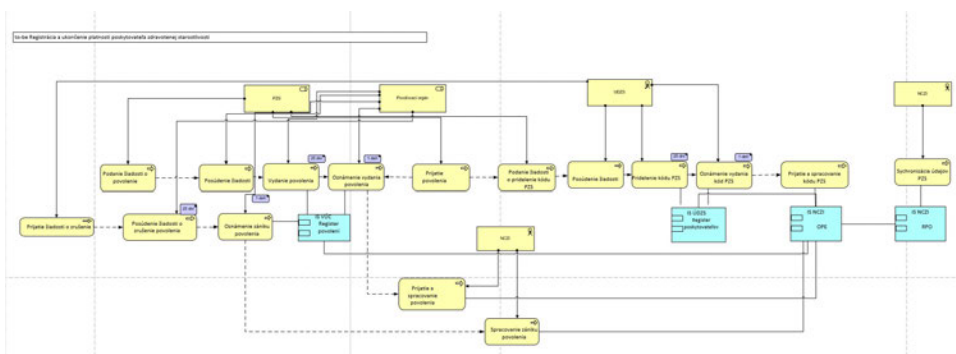 to-be Registrácia a ukončenie platnosti poskytovateľa zdravotnej starostlivosti
PZS
Povoľovací orgán
ÚDZS
NCZI
Podanie žiadosti o
povolenie
Posúdenie žiadosti
Vydanie povolenia
Oznámenie vydania
povolenia
Prijatie
povolenia
Podanie žiadosti
o pridelenie kódu
PZS
Posúdenie žiadosti
Pridelenie kódu PZS
Oznámenie vydania
kód PZS
Prijatie a spracovanie
kódu PZS
Sychronizácia údajov
PZS
Prijatie žiadosti o zrušenie
Posúdenie žiadosti o
zrušenie povolenia
Oznámenie zániku
povolenia
IS VÚC
Register
povolení
IS ÚDZS
Register
poskytovateľov
IS NCZI
IS NCZI
RPO
NCZI
Prijatie a
spracovanie
povolenia
Spracovanie zániku
povolenia